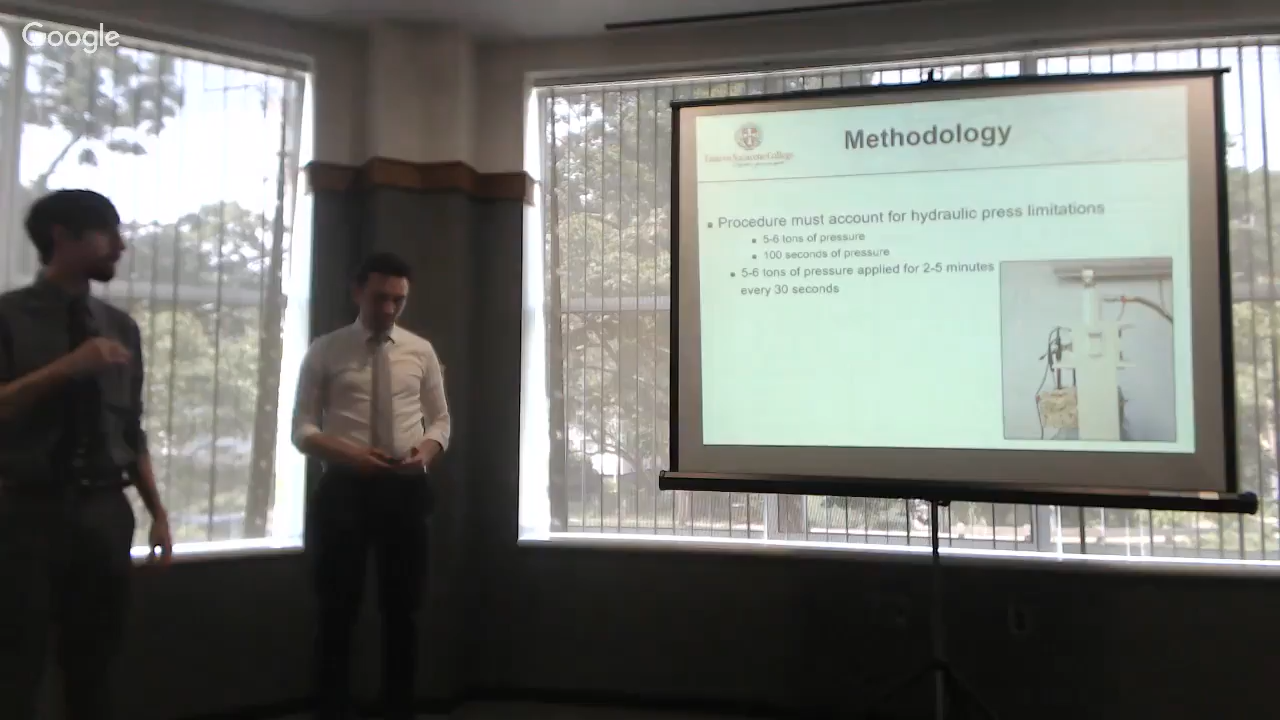 Google
Methodology
Procedure must account for hydraulic press limitations
5-6 tons of pressure
100 seconds of pressure
5-6 tons of pressure applied for 2-5 minutes
every 30 seconds